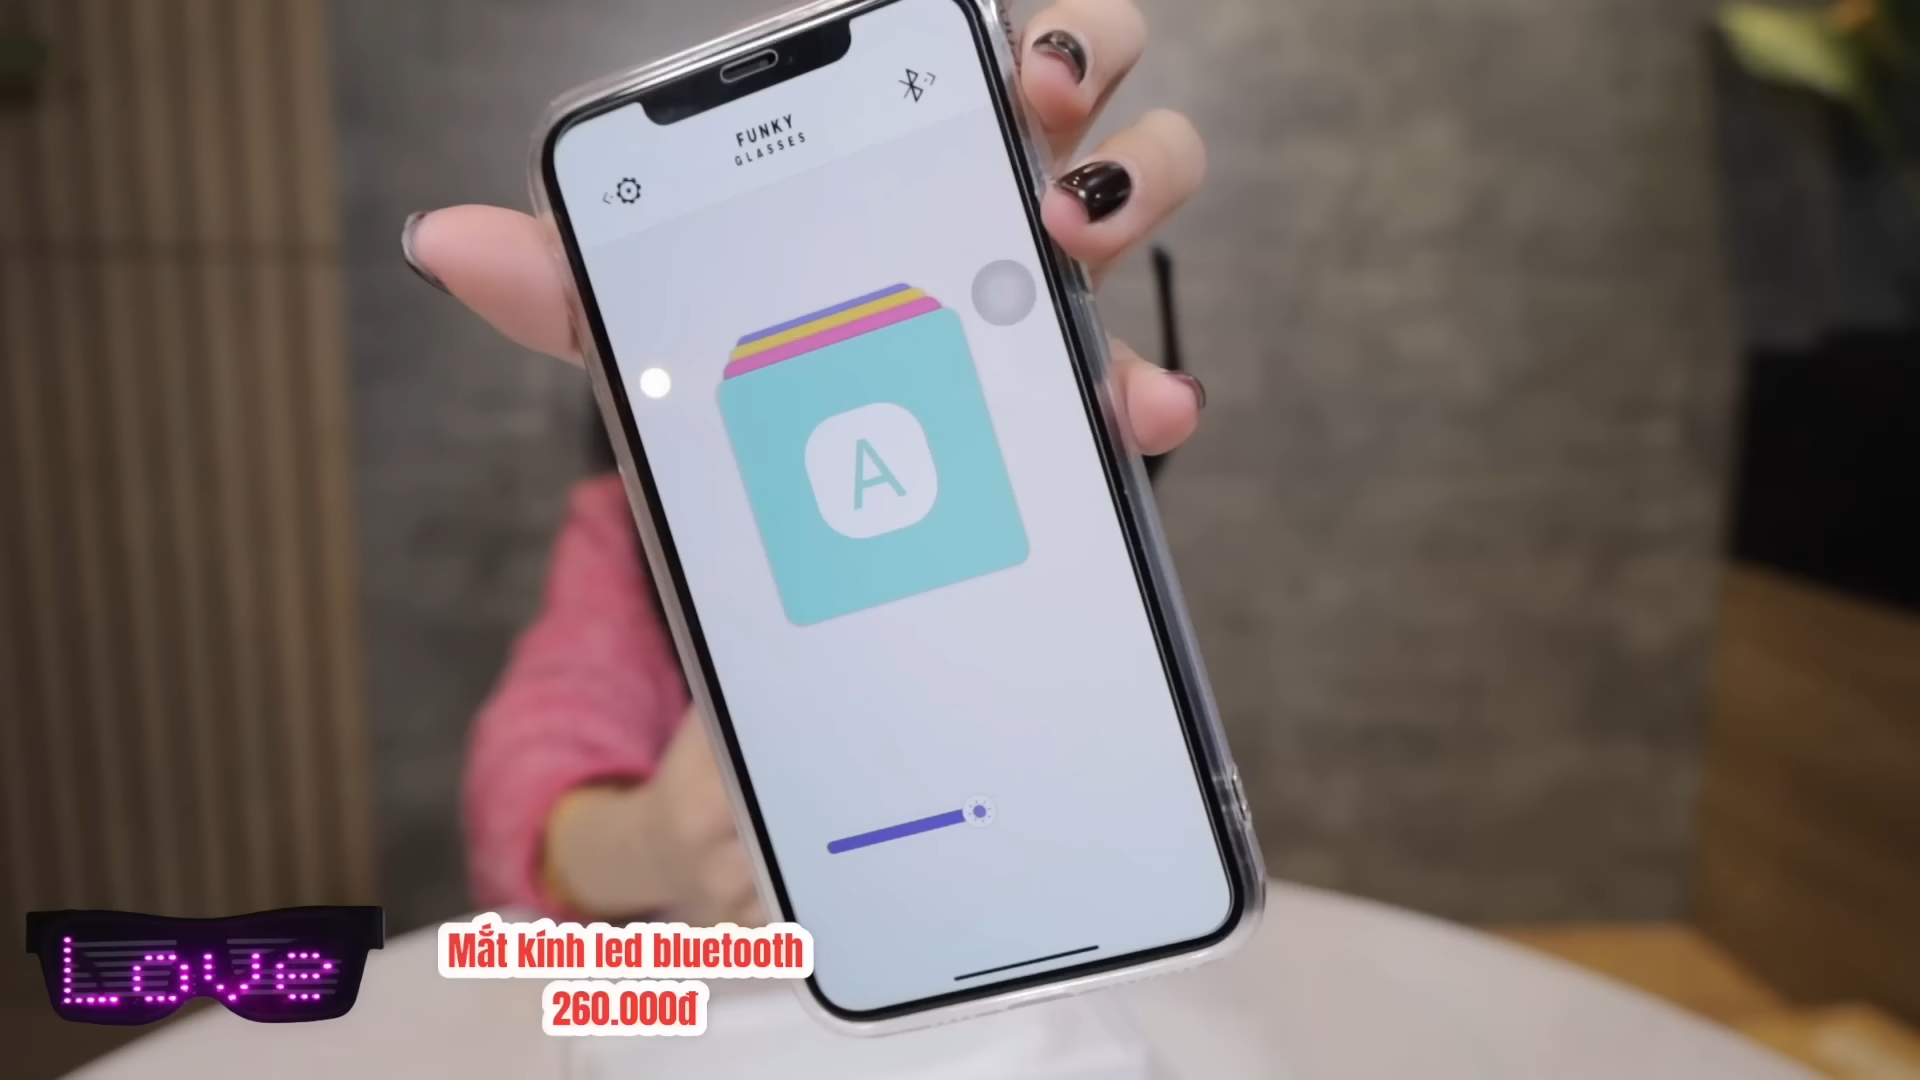 FUNKY
GLASSES
A
Love
Mắt kính led bluetooth
260.000đ